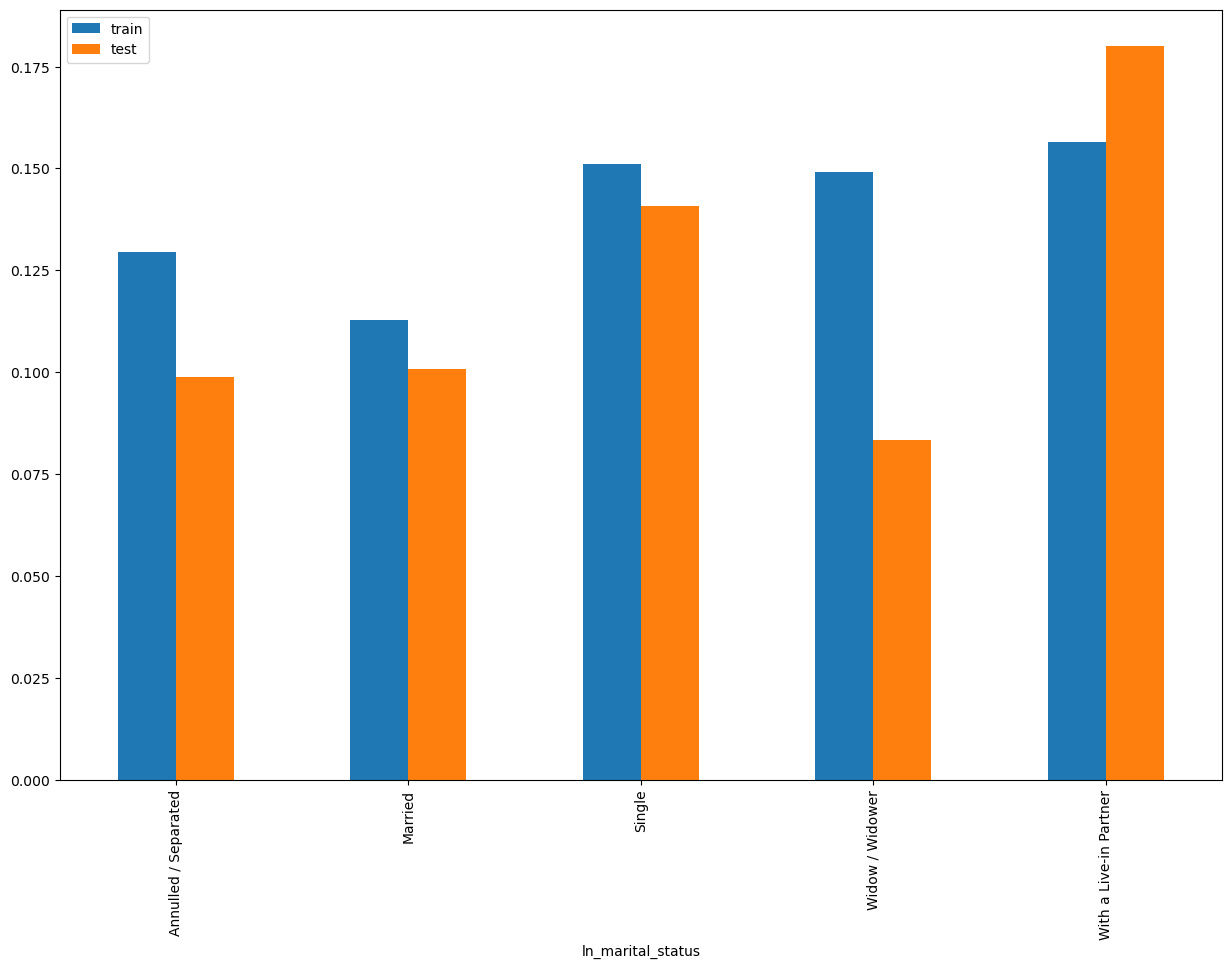 train
test
0.175
0.150
0.125
0.100
0.075
0.050
0.025
0.000
Annulled / Separated
Married
Single
Widow / Widower
With a Live-in Partner
ln_marital_status